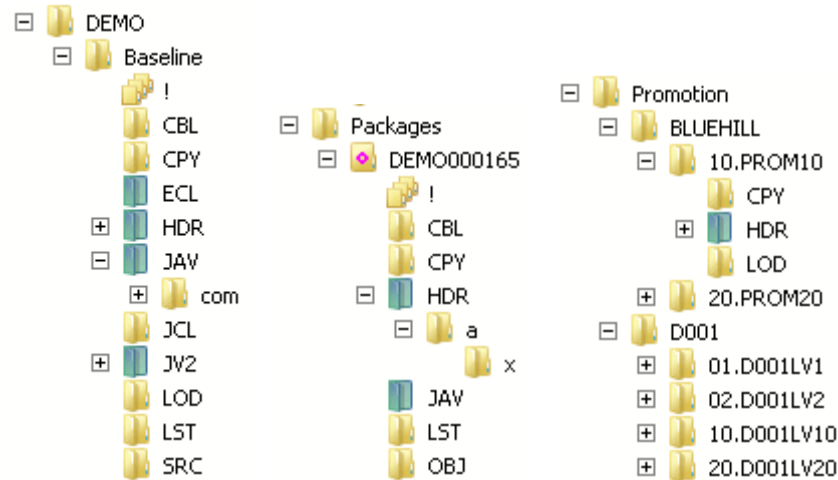 DEMO
Baseline
!
CBL
CPY
ECL
HDR
JAV
com
JCL
JV2
LOD
LST
SRC
Packages
DEMO000165
!
CBL
CPY
HDR
a
x
JAV
LST
OBJ
Promotion
BLUEHILL
10.PROM10
CPY
HDR
LOD
20.PROM20
D001
01.D001LV1
02.D001LV2
10.D001LV10
20.D001LV20